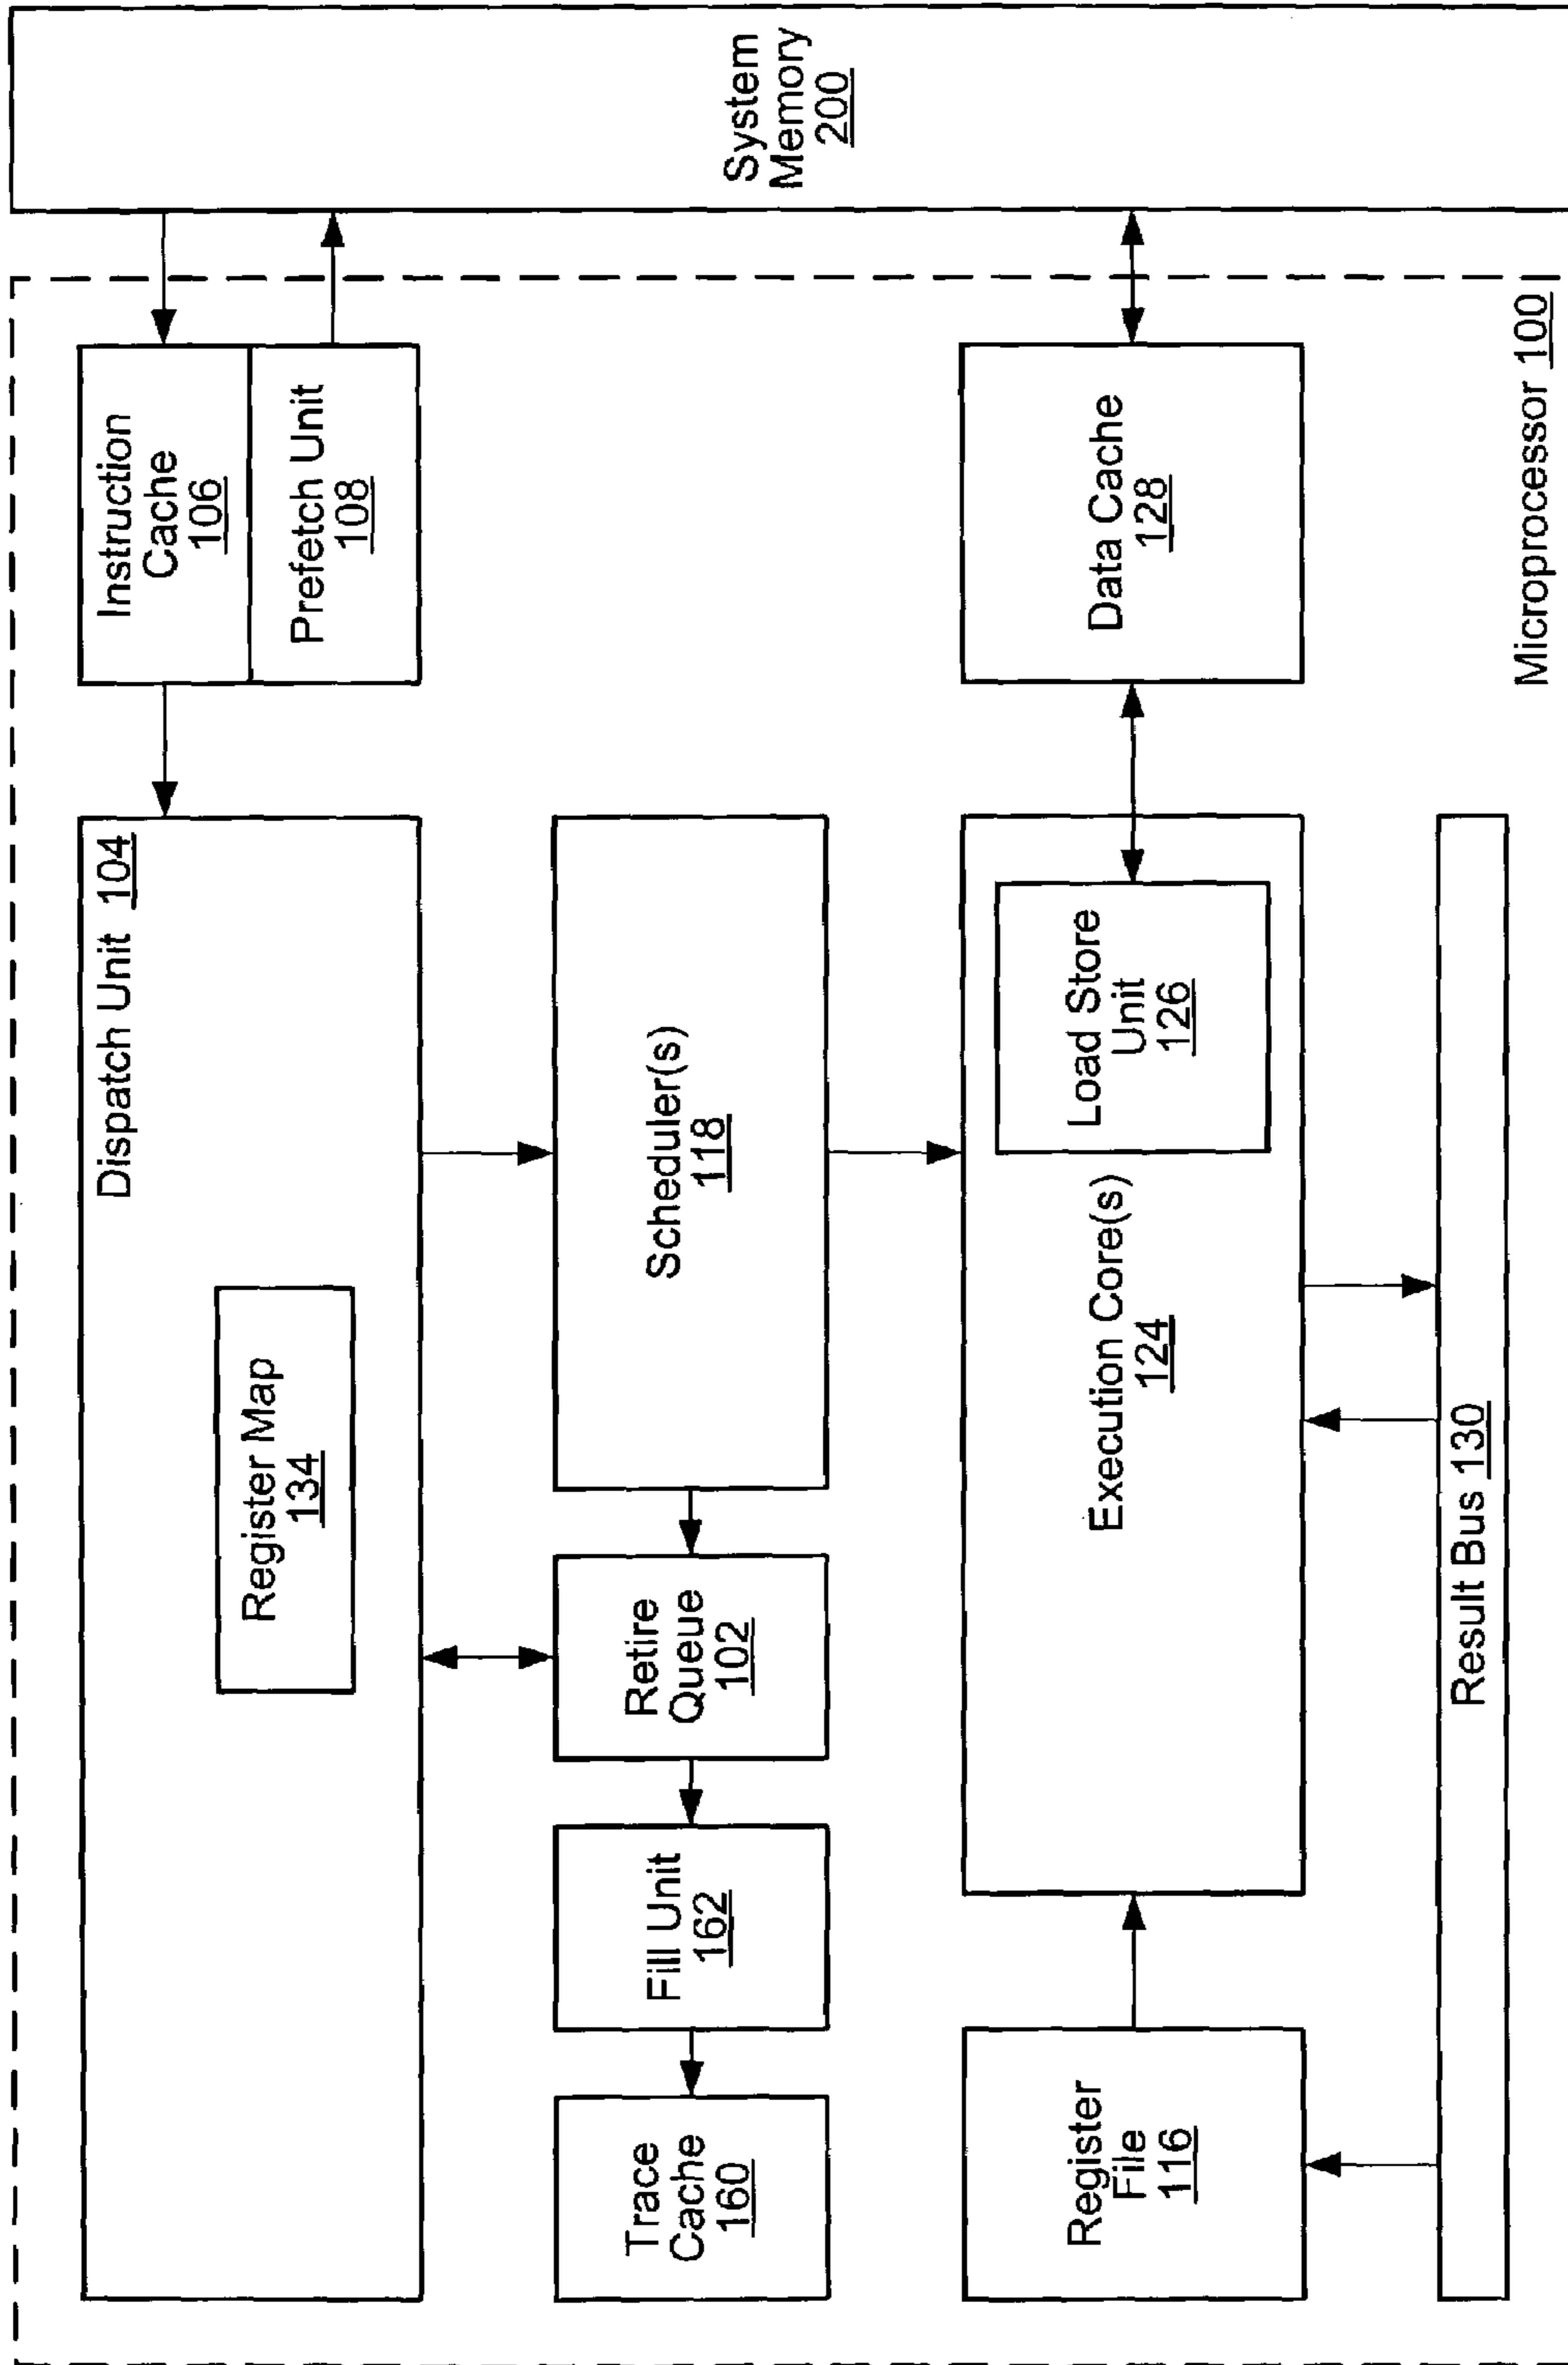 System
Memory
200
Instruction
Cache
106
Prefetch Unit
108
Data Cache
128
Microprocessor 100
Dispatch Unit 104
Register Map
134
Scheduler(s)
118
Load Store
Unit
126
Execution Core(s)
124
Retire
Queue
102
Fill Unit
162
Trace
Cache
160
Register
File
116
Result Bus 130